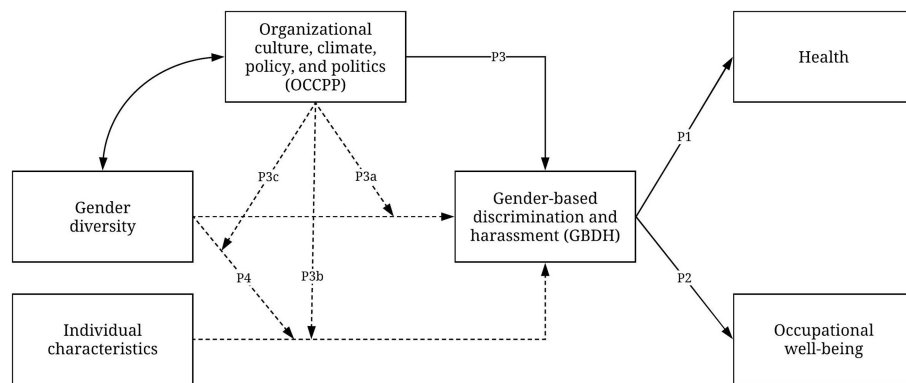 Organizational
culture, climate,
policy, and politics
(OCCPP)
P3
Health
P1
P3c
P3a
Gender
diversity
Gender-based
discrimination and
harassment (GBDH)
P4
P3b
P2
Individual
characteristics
Occupational
well-being